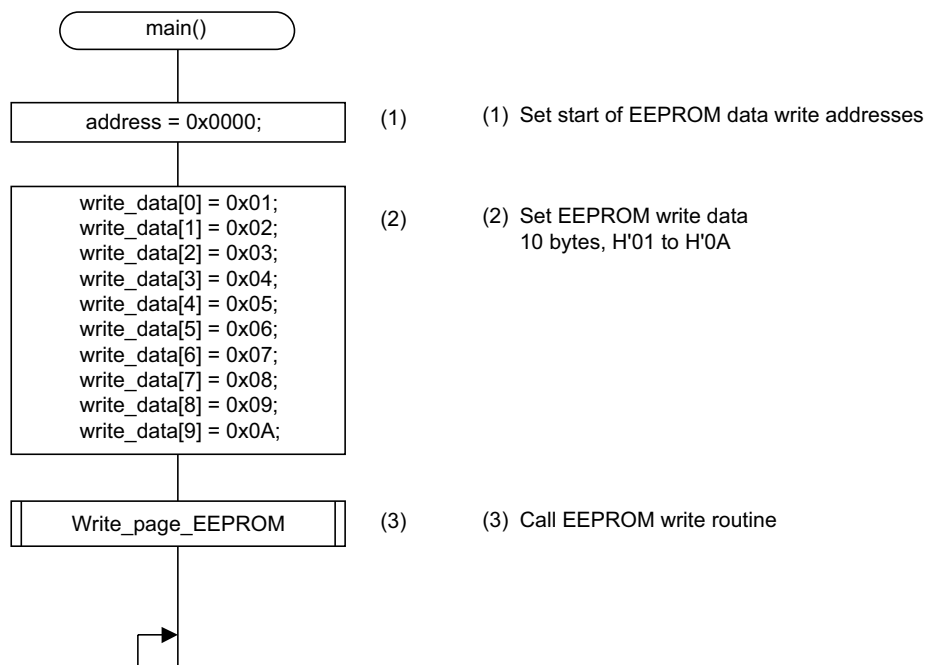 main()
address = 0x0000;
(1)
(1) Set start of EEPROM data write addresses
write_data[0] = 0x01;
write_data[1] = 0x02;
write_data[2] = 0x03;
write_data[3] = 0x04;
write_data[4] = 0x05;
write_data[5] = 0x06;
write_data[6] = 0x07;
write_data[7] = 0x08;
write_data[8] = 0x09;
write_data[9] = 0x0A;
(2)
(2) Set EEPROM write data
10 bytes, H'01 to H'0A
Write_page_EEPROM
(3)
(3) Call EEPROM write routine